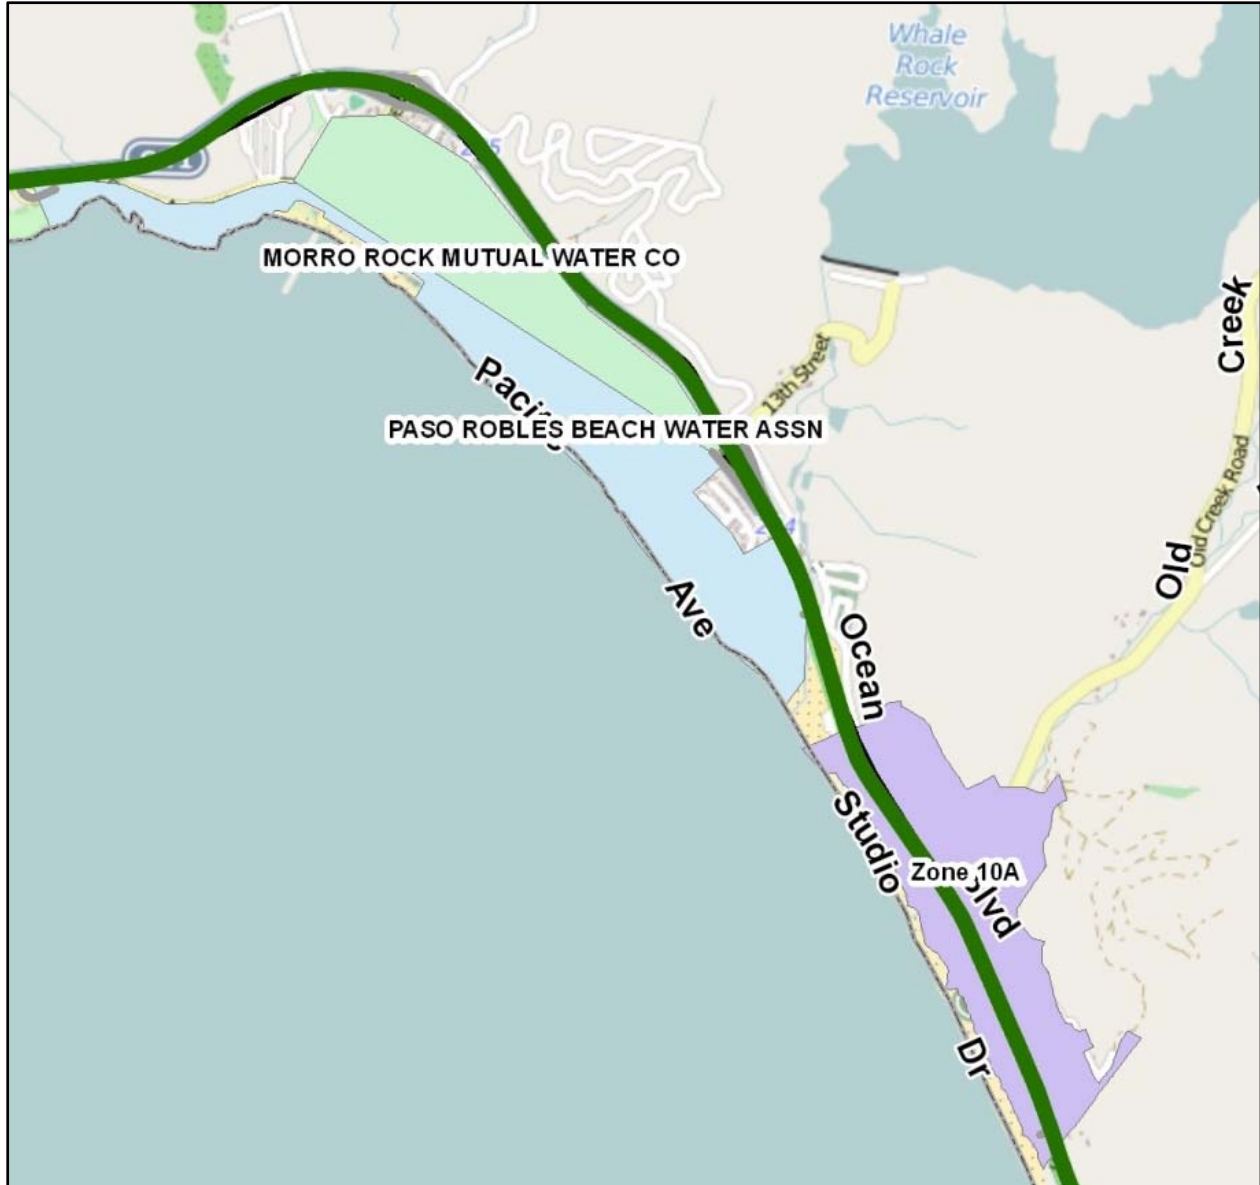 Whale
Rock
Reservoir
MORRO ROCK MUTUAL WATER CO
Creek
13th Street
PASO ROBLES BEACH WATER ASSN
Old Creek Road
Old
Ave
Ocean
Studio
Zone 10A
Blvd
Dr